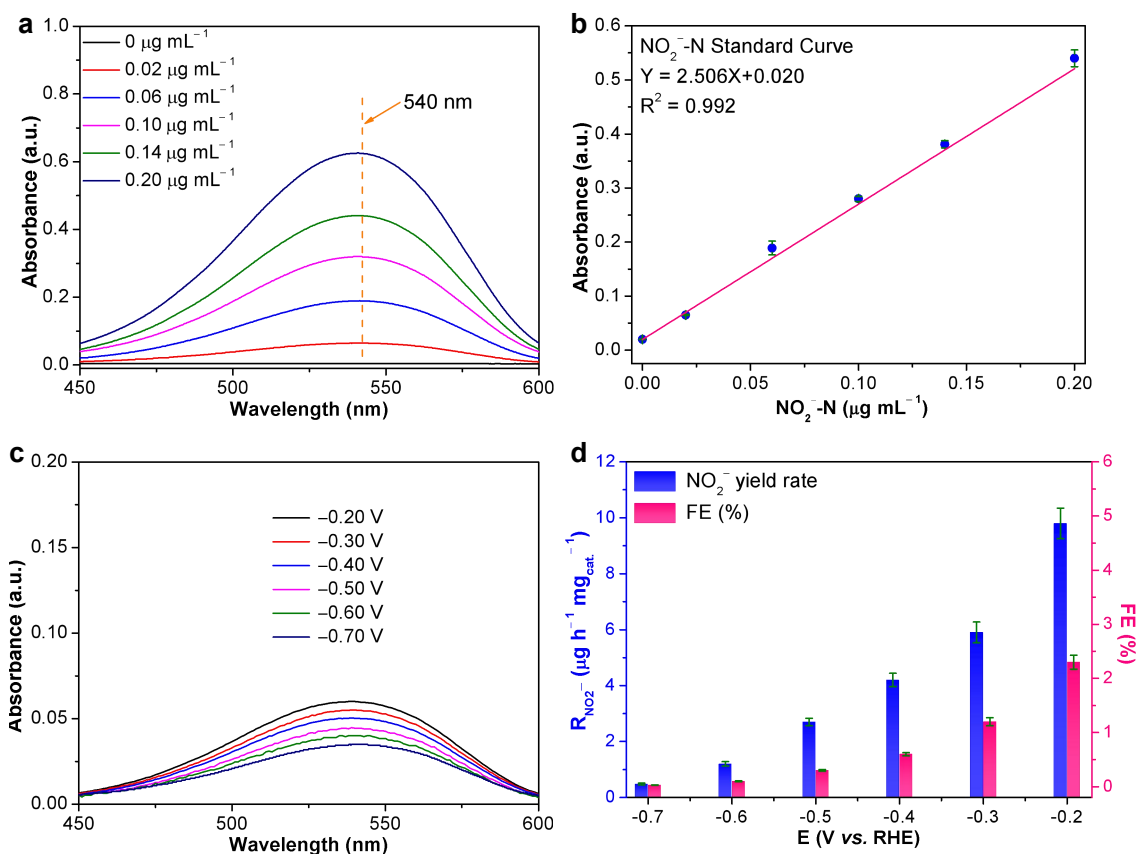 a
1.0
0.8
0.6
0.4
0.2
0.0
Absorbance (a.u.)
0 μg mL⁻¹
0.02 μg mL⁻¹
0.06 μg mL⁻¹
0.10 μg mL⁻¹
0.14 μg mL⁻¹
0.20 μg mL⁻¹
540 nm
450 500 550 600
Wavelength (nm)
b
0.5
0.4
0.3
0.2
0.1
0.0
Absorbance (a.u.)
NO₂⁻-N Standard Curve
Y = 2.506X+0.020
R² = 0.992
0.00 0.05 0.10 0.15 0.20
NO₂⁻-N (μg mL⁻¹)
c
0.20
0.15
0.10
0.05
0.00
Absorbance (a.u.)
–0.20 V
–0.30 V
–0.40 V
–0.50 V
–0.60 V
–0.70 V
450 500 550 600
Wavelength (nm)
d
12
10
8
6
4
2
0
R_NO2⁻ (μg h⁻¹ mg_cat.⁻¹)
NO₂⁻ yield rate
FE (%)
6
5
4
3
2
1
0
FE (%)
-0.7 -0.6 -0.5 -0.4 -0.3 -0.2
E (V vs. RHE)